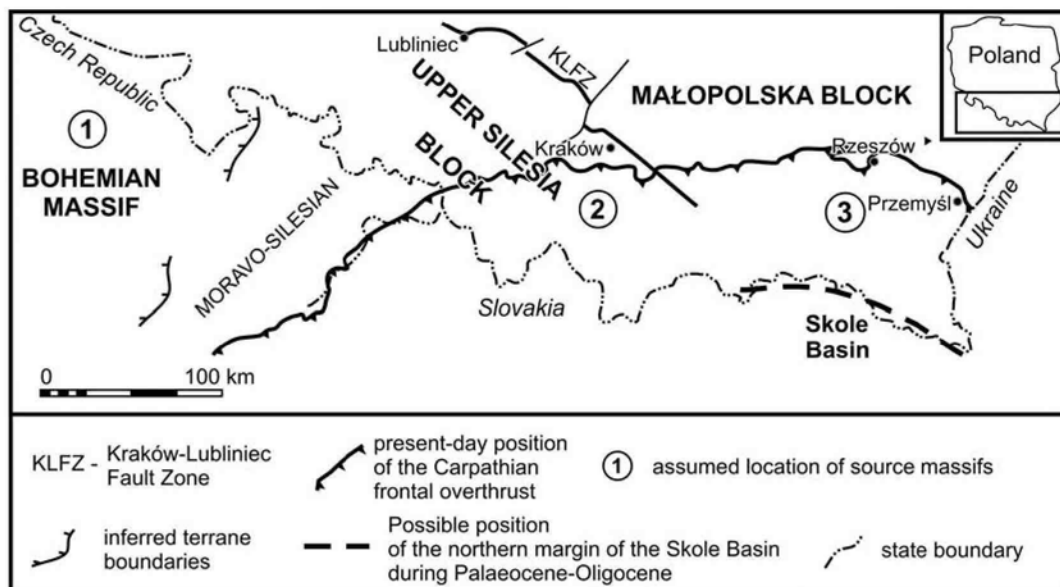 Czech Republic
1
BOHEMIAN
MASSIF
MORAVO-SILESIAN
Lubliniec
KLFZ
UPPER SILESIA
BLOCK
MAŁOPOLSKA BLOCK
Poland
Kraków
Rzeszów
2
3
Przemyśl
Ukraine
Slovakia
Skole
Basin
0 100 km
KLFZ - Kraków-Lubliniec
Fault Zone
present-day position
of the Carpathian
frontal overthrust
1 assumed location of source massifs
inferred terrane
boundaries
Possible position
of the northern margin of the Skole Basin
during Palaeocene-Oligocene
state boundary